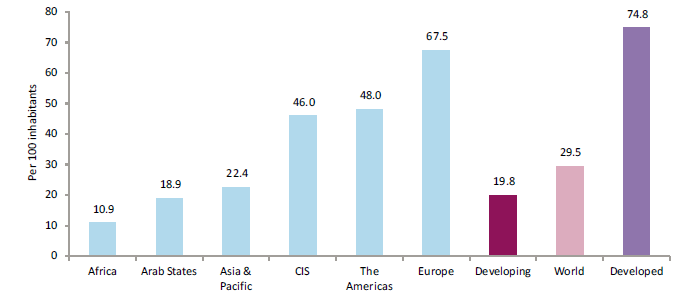 Per 100 inhabitants
80
70
60
50
40
30
20
10
0
10.9
18.9
22.4
46.0
48.0
67.5
19.8
29.5
74.8
Africa
Arab States
Asia &
Pacific
CIS
The
Americas
Europe
Developing
World
Developed